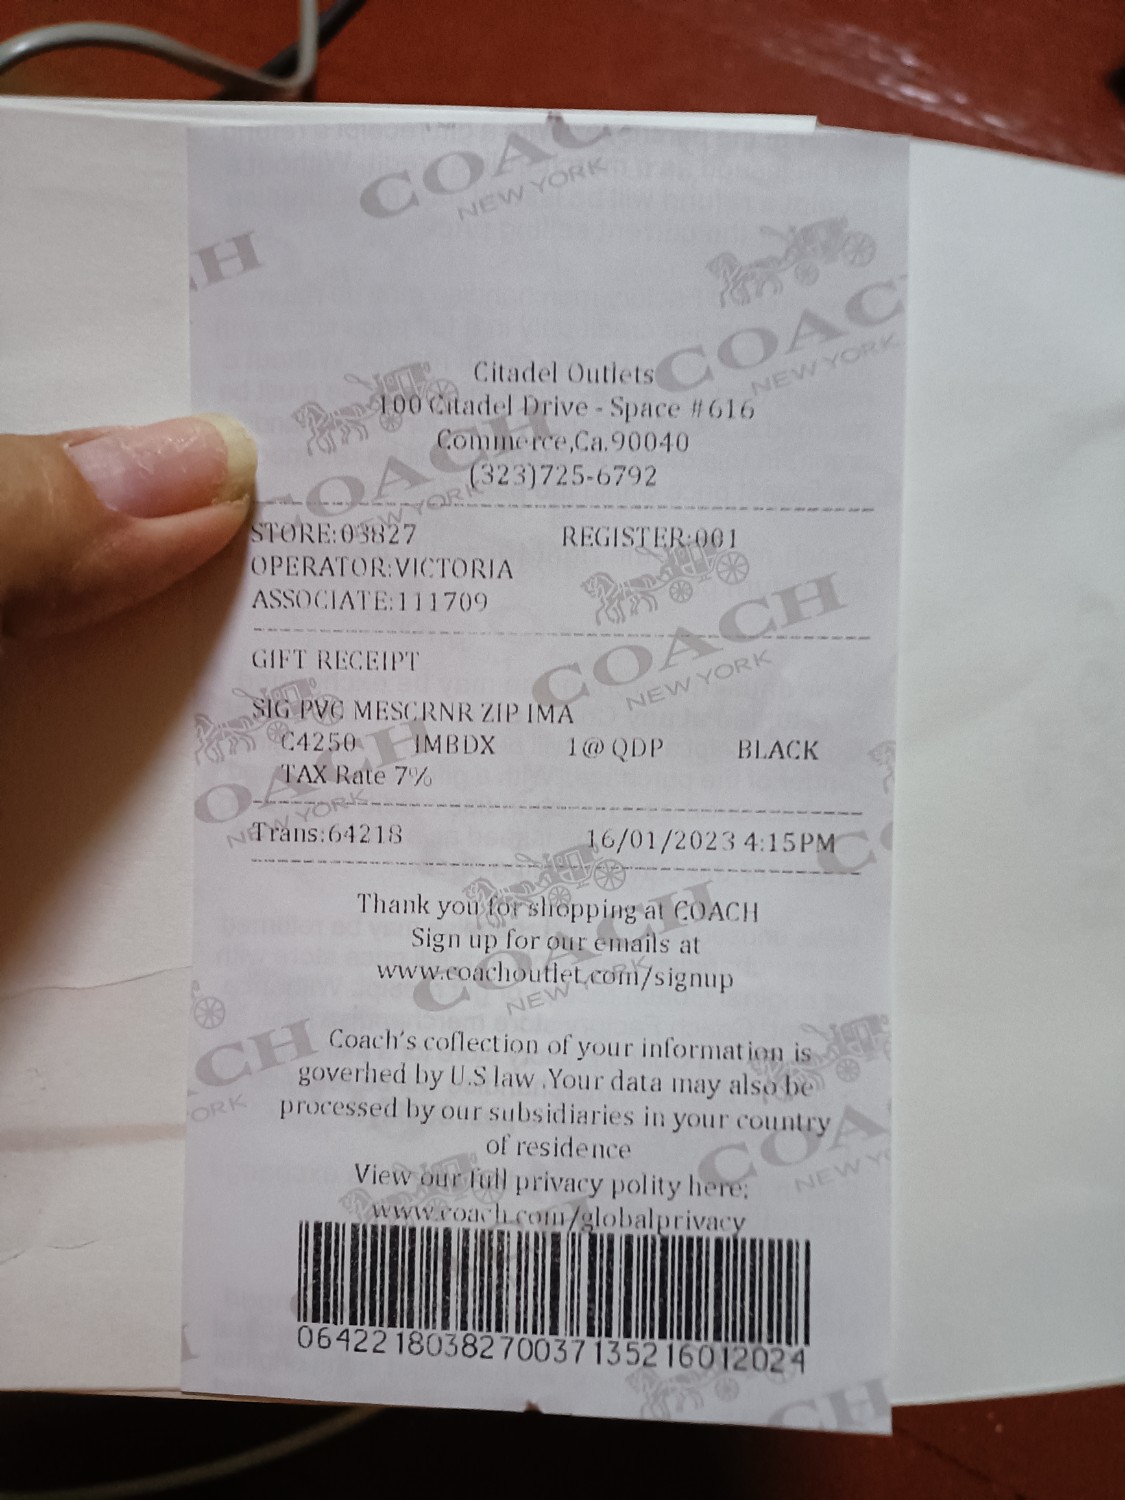 COACH
NEW YORK
Citadel Outlets
100 Citadel Drive - Space #616
Commerce,Ca.90040
(323)725-6792
STORE:03827 REGISTER:001
OPERATOR:VICTORIA
ASSOCIATE:111709
GIFT RECEIPT
SIG PVC MESCRNR ZIP IMA
C4250 IMBDX 1@ QDP BLACK
TAX Rate 7%
Trans:64218 16/01/2023 4:15PM
Thank you for shopping at COACH
Sign up for our emails at
www.coachoutlet.com/signup
Coach's coflection of your information is
goverhed by U.S law .Your data may also be
processed by our subsidiaries in your country
of residence
View our full privacy polity here;
www.coach.com/globalprivacy
0642218038270037135216012024